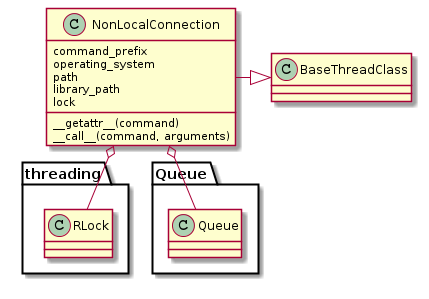 C NonLocalConnection
command_prefix
operating_system
path
library_path
lock
__getattr__(command)
__call__(command, arguments)
C BaseThreadClass
threading
C RLock
Queue
C Queue